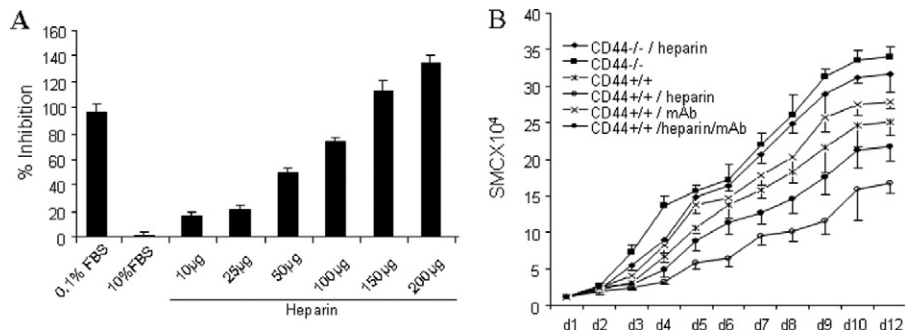 A
% Inhibition
160
140
120
100
80
60
40
20
0
0.1% FBS
10%FBS
10µg
25µg
50µg
100µg
150µg
200µg
Heparin
B
SMCX10⁴
40
35
30
25
20
15
10
5
0
CD44-/- / heparin
CD44-/-
CD44+/+
CD44+/+ / heparin
CD44+/+ / mAb
CD44+/+ /heparin/mAb
d1 d2 d3 d4 d5 d6 d7 d8 d9 d10 d12